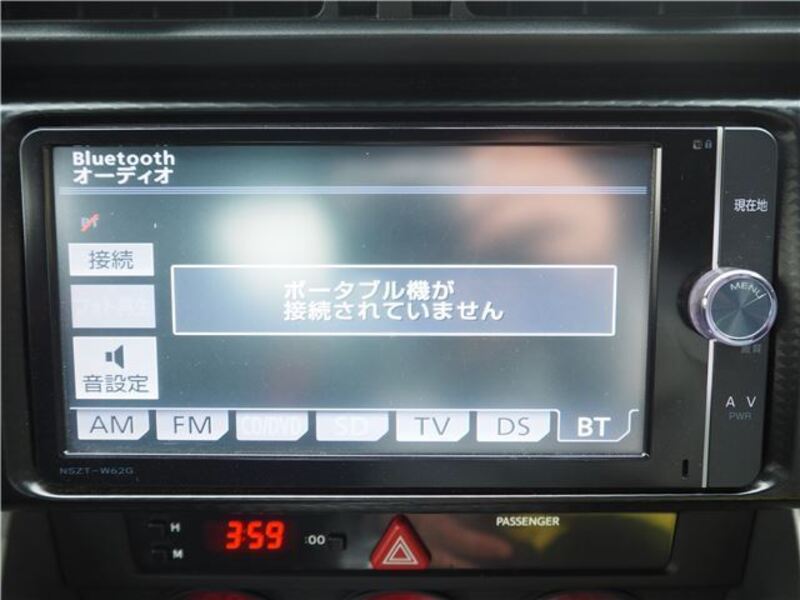 Bluetooth
オーディオ
接続
ポータブル機が
接続されていません
音設定
AM FM CD/DVD SD TV DS BT
NSZT-W62G
現在地
MENU
A V
PWR
H
M
3:59
:00
PASSENGER